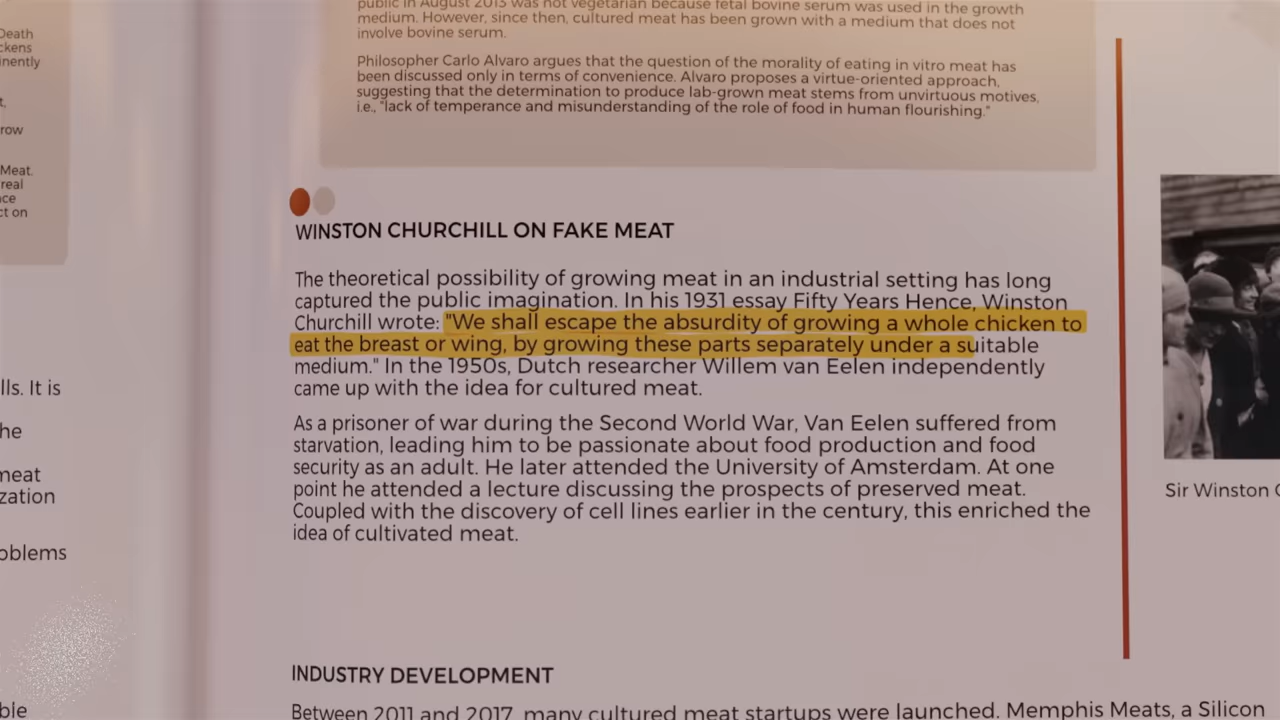 Death
ckens
inently
t,
row
Meat.
real
ce
ct on
lls. It is
he
meat
zation
oblems
ble
public in August 2013 was not vegetarian because fetal bovine serum was used in the growth
medium. However, since then, cultured meat has been grown with a medium that does not
involve bovine serum.
Philosopher Carlo Alvaro argues that the question of the morality of eating in vitro meat has
been discussed only in terms of convenience. Alvaro proposes a virtue-oriented approach,
suggesting that the determination to produce lab-grown meat stems from unvirtuous motives,
i.e., "lack of temperance and misunderstanding of the role of food in human flourishing."
WINSTON CHURCHILL ON FAKE MEAT
The theoretical possibility of growing meat in an industrial setting has long
captured the public imagination. In his 1931 essay Fifty Years Hence, Winston
Churchill wrote: "We shall escape the absurdity of growing a whole chicken to
eat the breast or wing, by growing these parts separately under a suitable
medium." In the 1950s, Dutch researcher Willem van Eelen independently
came up with the idea for cultured meat.
As a prisoner of war during the Second World War, Van Eelen suffered from
starvation, leading him to be passionate about food production and food
security as an adult. He later attended the University of Amsterdam. At one
point he attended a lecture discussing the prospects of preserved meat.
Coupled with the discovery of cell lines earlier in the century, this enriched the
idea of cultivated meat.
INDUSTRY DEVELOPMENT
Between 2011 and 2017, many cultured meat startups were launched. Memphis Meats, a Silicon
Sir Winston C